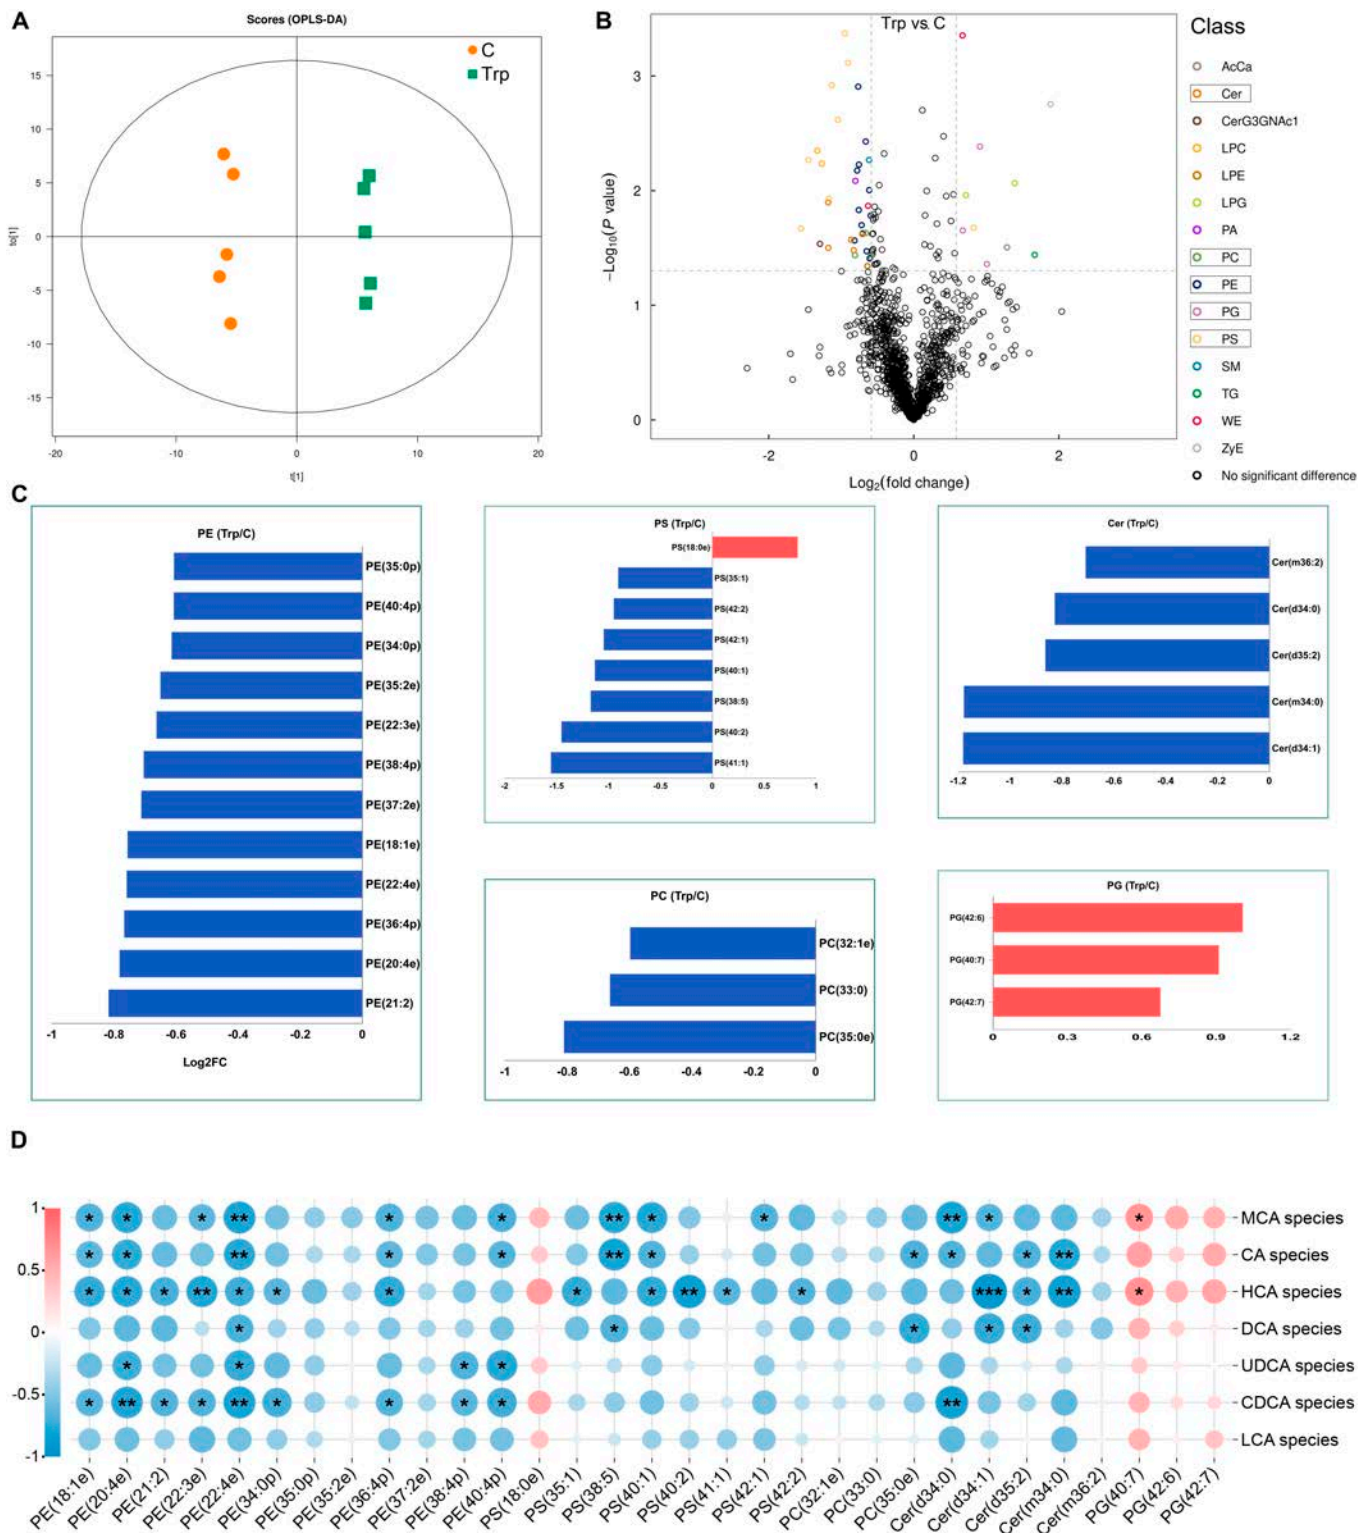 A
Scores (OPLS-DA)
C
Trp
15
10
5
0
-5
-10
-15
-20
-10
0
10
20
to[1]
t[1]
B
Trp vs. C
3
2
1
0
-2
0
2
−Log10(P value)
Log2(fold change)
Class
AcCa
Cer
CerG3GNAc1
LPC
LPE
LPG
PA
PC
PE
PG
PS
SM
TG
WE
ZyE
No significant difference
C
PE (Trp/C)
PE(35:0p)
PE(40:4p)
PE(34:0p)
PE(35:2e)
PE(22:3e)
PE(38:4p)
PE(37:2e)
PE(18:1e)
PE(22:4e)
PE(36:4p)
PE(20:4e)
PE(21:2)
-1 -0.8 -0.6 -0.4 -0.2 0
Log2FC
PS (Trp/C)
PS(18:0e)
PS(35:1)
PS(42:2)
PS(42:1)
PS(40:1)
PS(38:5)
PS(40:2)
PS(41:1)
-2 -1.5 -1 -0.5 0 0.5 1
Cer (Trp/C)
Cer(m36:2)
Cer(d34:0)
Cer(d35:2)
Cer(m34:0)
Cer(d34:1)
-1.2 -1 -0.8 -0.6 -0.4 -0.2 0
PC (Trp/C)
PC(32:1e)
PC(33:0)
PC(35:0e)
-1 -0.8 -0.6 -0.4 -0.2 0
PG (Trp/C)
PG(42:6)
PG(40:7)
PG(42:7)
0 0.3 0.6 0.9 1.2
D
1
0.5
0
-0.5
-1
* * * ** * * ** * * ** * *
MCA species
* * ** * * ** * * * * **
CA species
* * * ** * * * * * ** * * *** * ** *
HCA species
* * * * *
DCA species
* * * *
UDCA species
* ** * * ** * * * * **
CDCA species
LCA species
PE(18:1e)
PE(20:4e)
PE(21:2)
PE(22:3e)
PE(22:4e)
PE(34:0p)
PE(35:0p)
PE(35:2e)
PE(36:4p)
PE(37:2e)
PE(38:4p)
PE(40:4p)
PS(18:0e)
PS(35:1)
PS(38:5)
PS(40:1)
PS(40:2)
PS(41:1)
PS(42:1)
PS(42:2)
PC(32:1e)
PC(33:0)
PC(35:0e)
Cer(d34:0)
Cer(d34:1)
Cer(d35:2)
Cer(m34:0)
Cer(m36:2)
PG(40:7)
PG(42:6)
PG(42:7)